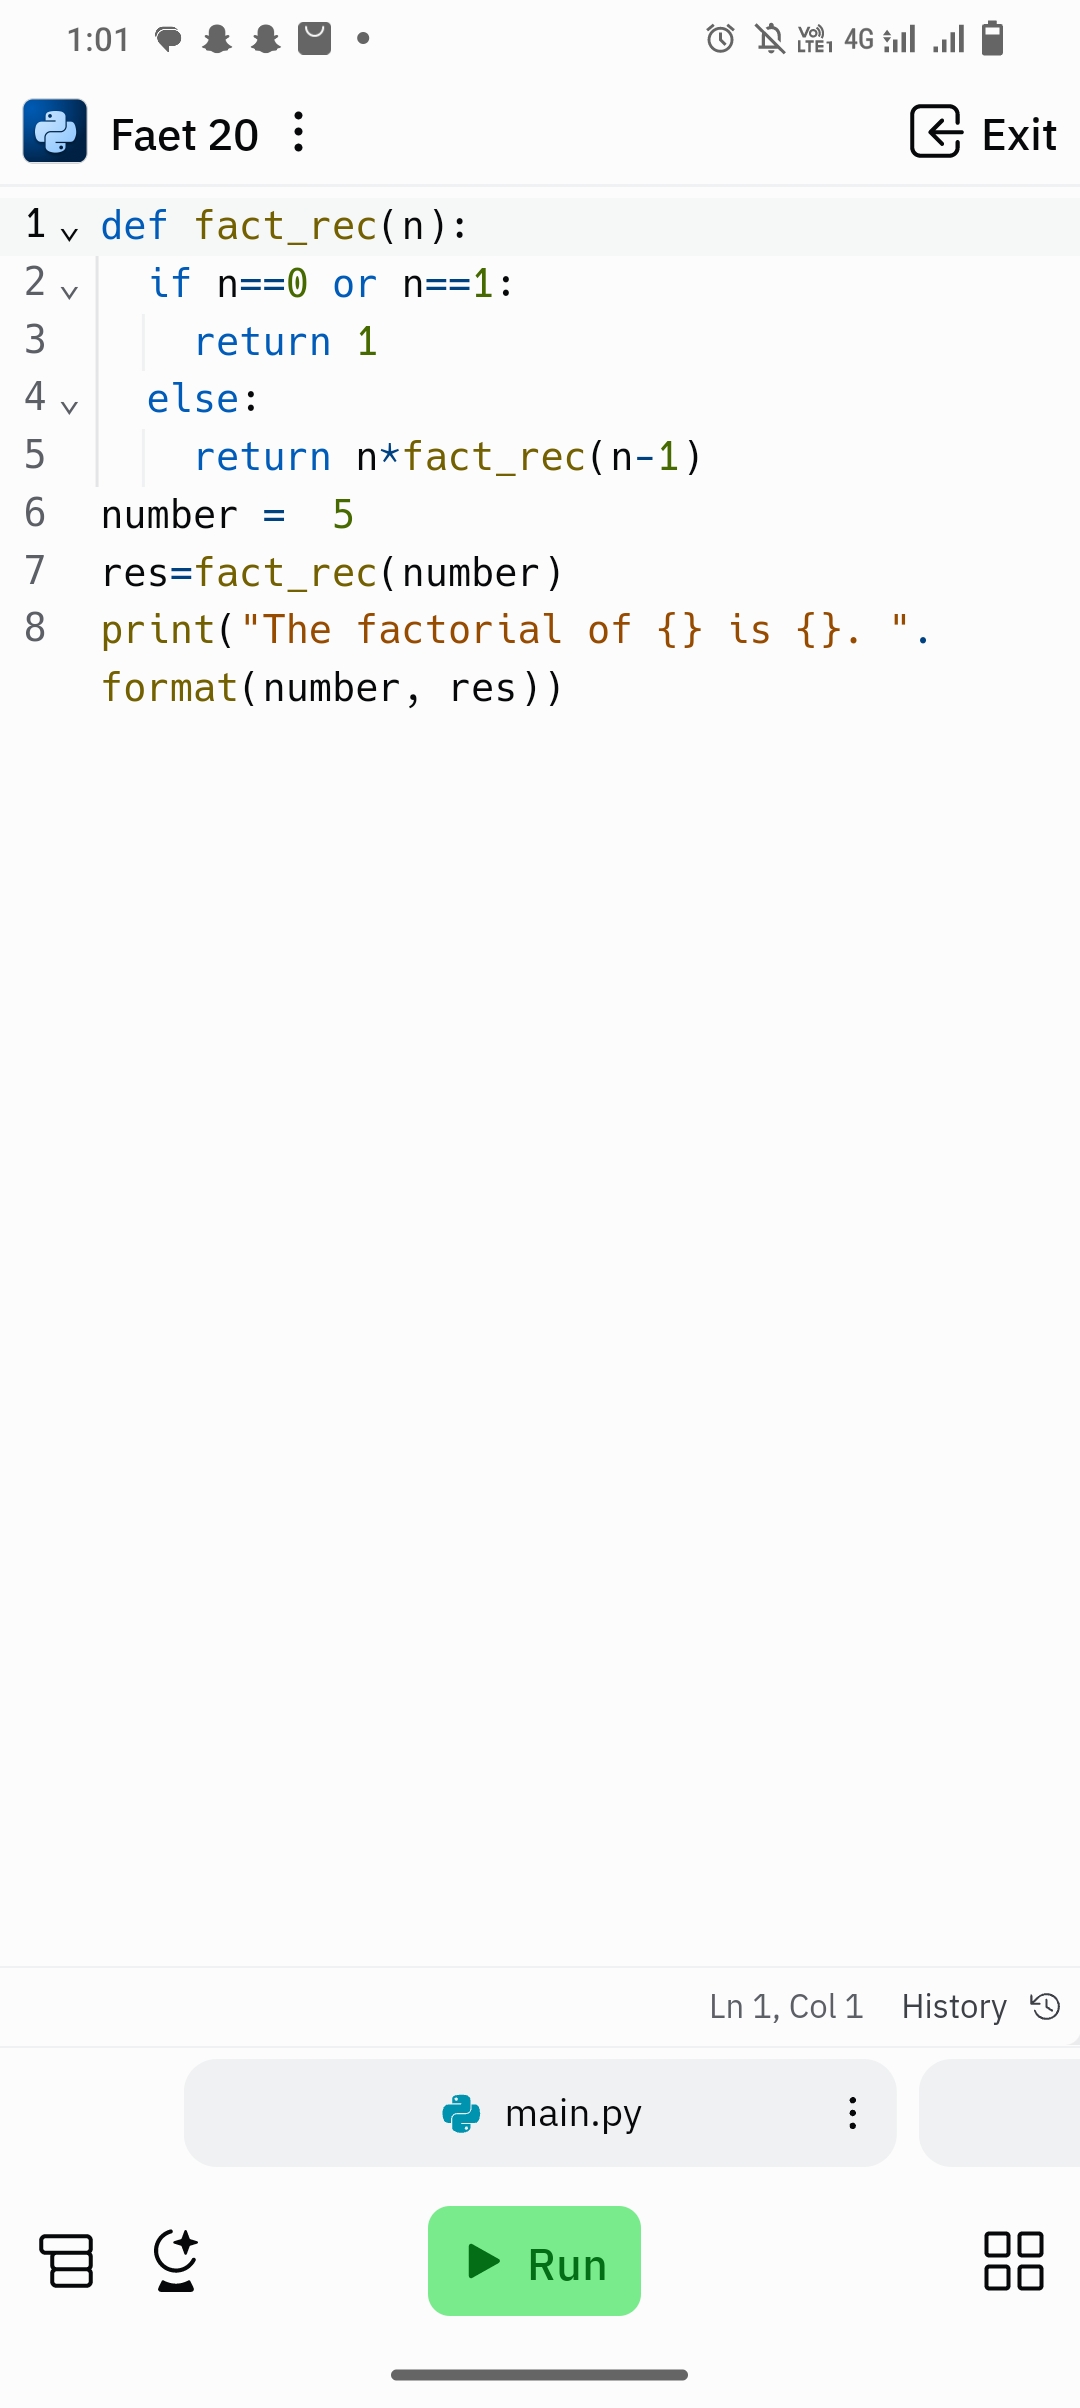 1:01 VoLTE1 4G
Faet 20 Exit
1 def fact_rec(n):
2   if n==0 or n==1:
3     return 1
4   else:
5     return n*fact_rec(n-1)
6 number =  5
7 res=fact_rec(number)
8 print("The factorial of {} is {}. ".
format(number, res))
Ln 1, Col 1 History
main.py
Run